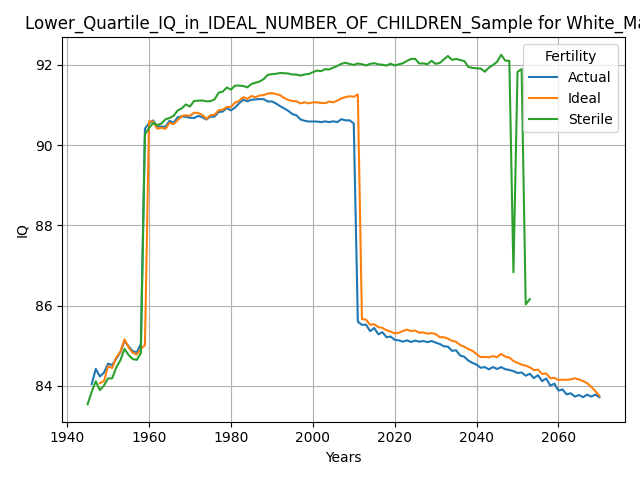 Lower_Quartile_IQ_in_IDEAL_NUMBER_OF_CHILDREN_Sample for White_Ma
Fertility
Actual
Ideal
Sterile
IQ
92
90
88
86
84
1940
1960
1980
2000
2020
2040
2060
Years